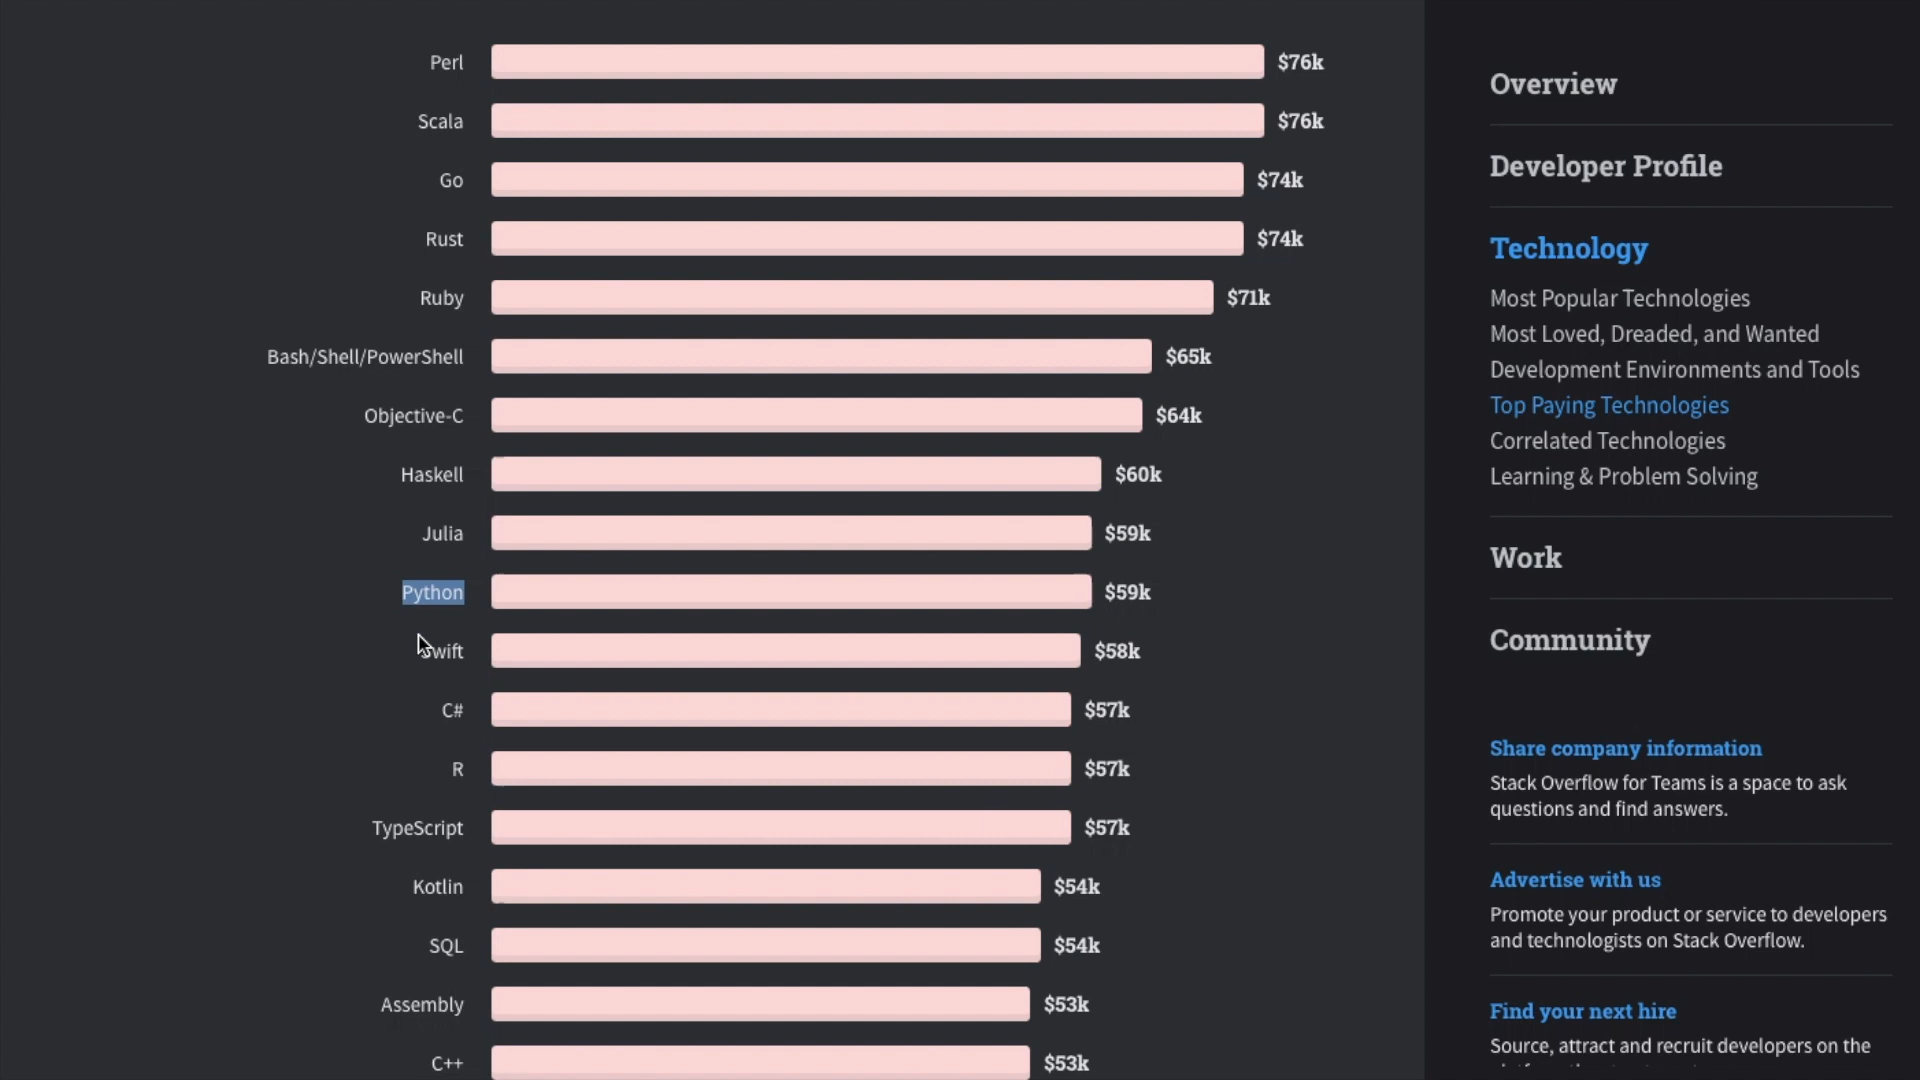 Perl $76k
Scala $76k
Go $74k
Rust $74k
Ruby $71k
Bash/Shell/PowerShell $65k
Objective-C $64k
Haskell $60k
Julia $59k
Python $59k
Swift $58k
C# $57k
R $57k
TypeScript $57k
Kotlin $54k
SQL $54k
Assembly $53k
C++ $53k
Overview
Developer Profile
Technology
Most Popular Technologies
Most Loved, Dreaded, and Wanted
Development Environments and Tools
Top Paying Technologies
Correlated Technologies
Learning & Problem Solving
Work
Community
Share company information
Stack Overflow for Teams is a space to ask
questions and find answers.
Advertise with us
Promote your product or service to developers
and technologists on Stack Overflow.
Find your next hire
Source, attract and recruit developers on the